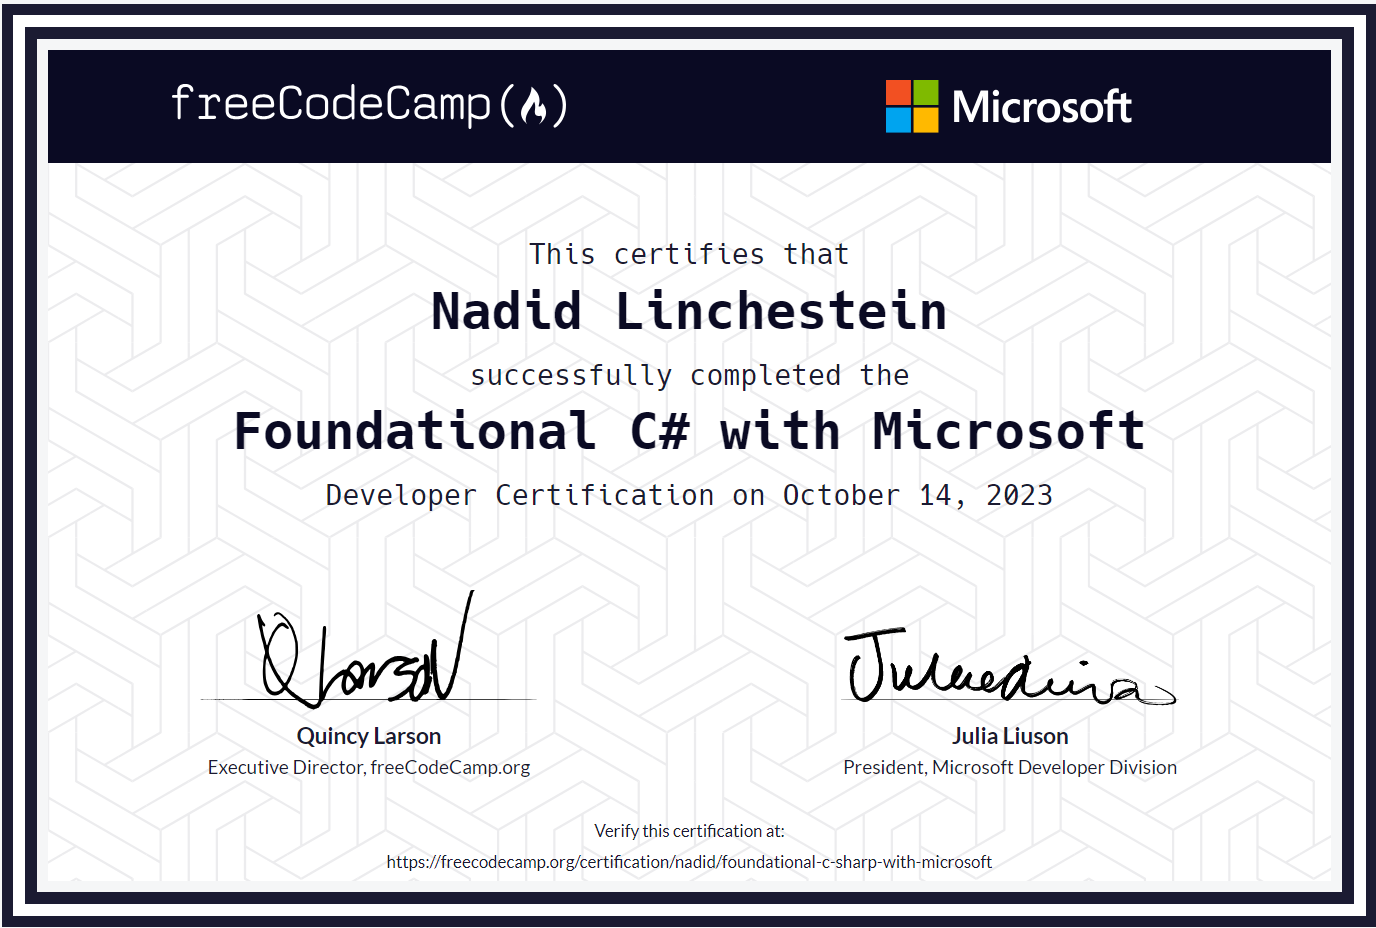 freeCodeCamp(🔥)
Microsoft
This certifies that
Nadid Linchestein
successfully completed the
Foundational C# with Microsoft
Developer Certification on October 14, 2023
Quincy Larson
Executive Director, freeCodeCamp.org
Julia Liuson
President, Microsoft Developer Division
Verify this certification at:
https://freecodecamp.org/certification/nadid/foundational-c-sharp-with-microsoft